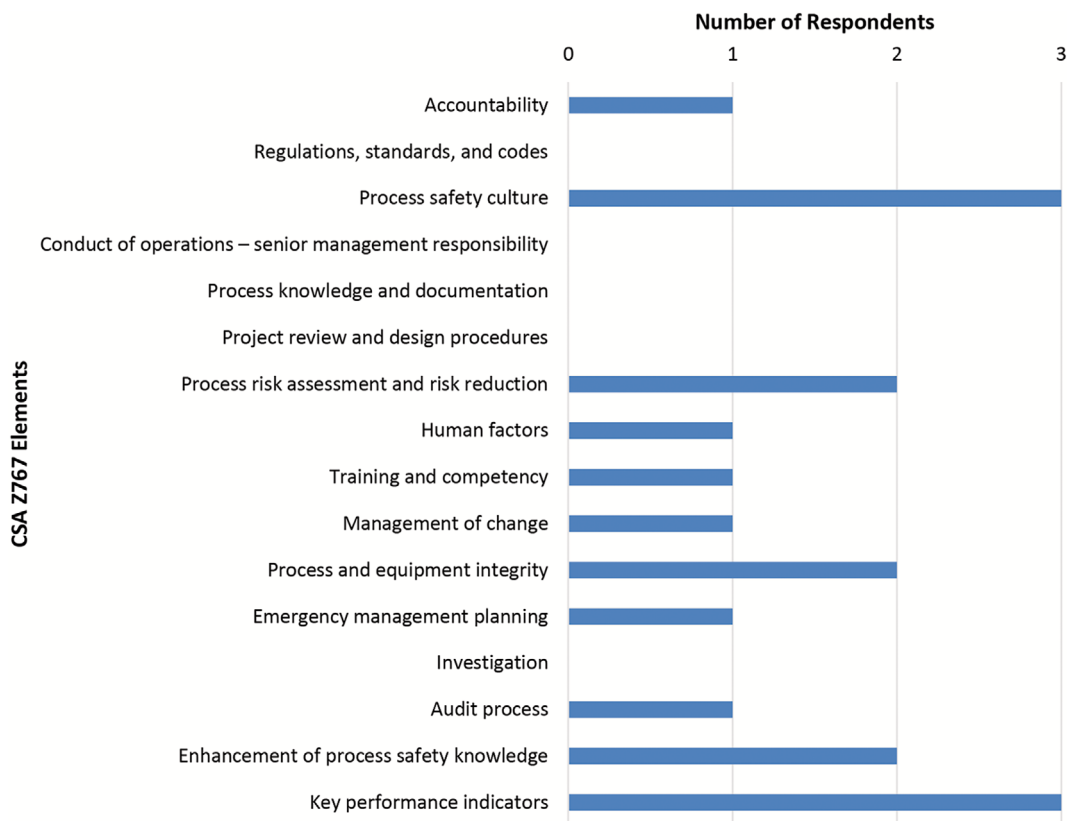 Number of Respondents
0 1 2 3
Accountability
Regulations, standards, and codes
Process safety culture
Conduct of operations – senior management responsibility
Process knowledge and documentation
Project review and design procedures
Process risk assessment and risk reduction
Human factors
Training and competency
Management of change
Process and equipment integrity
Emergency management planning
Investigation
Audit process
Enhancement of process safety knowledge
Key performance indicators
CSA Z767 Elements